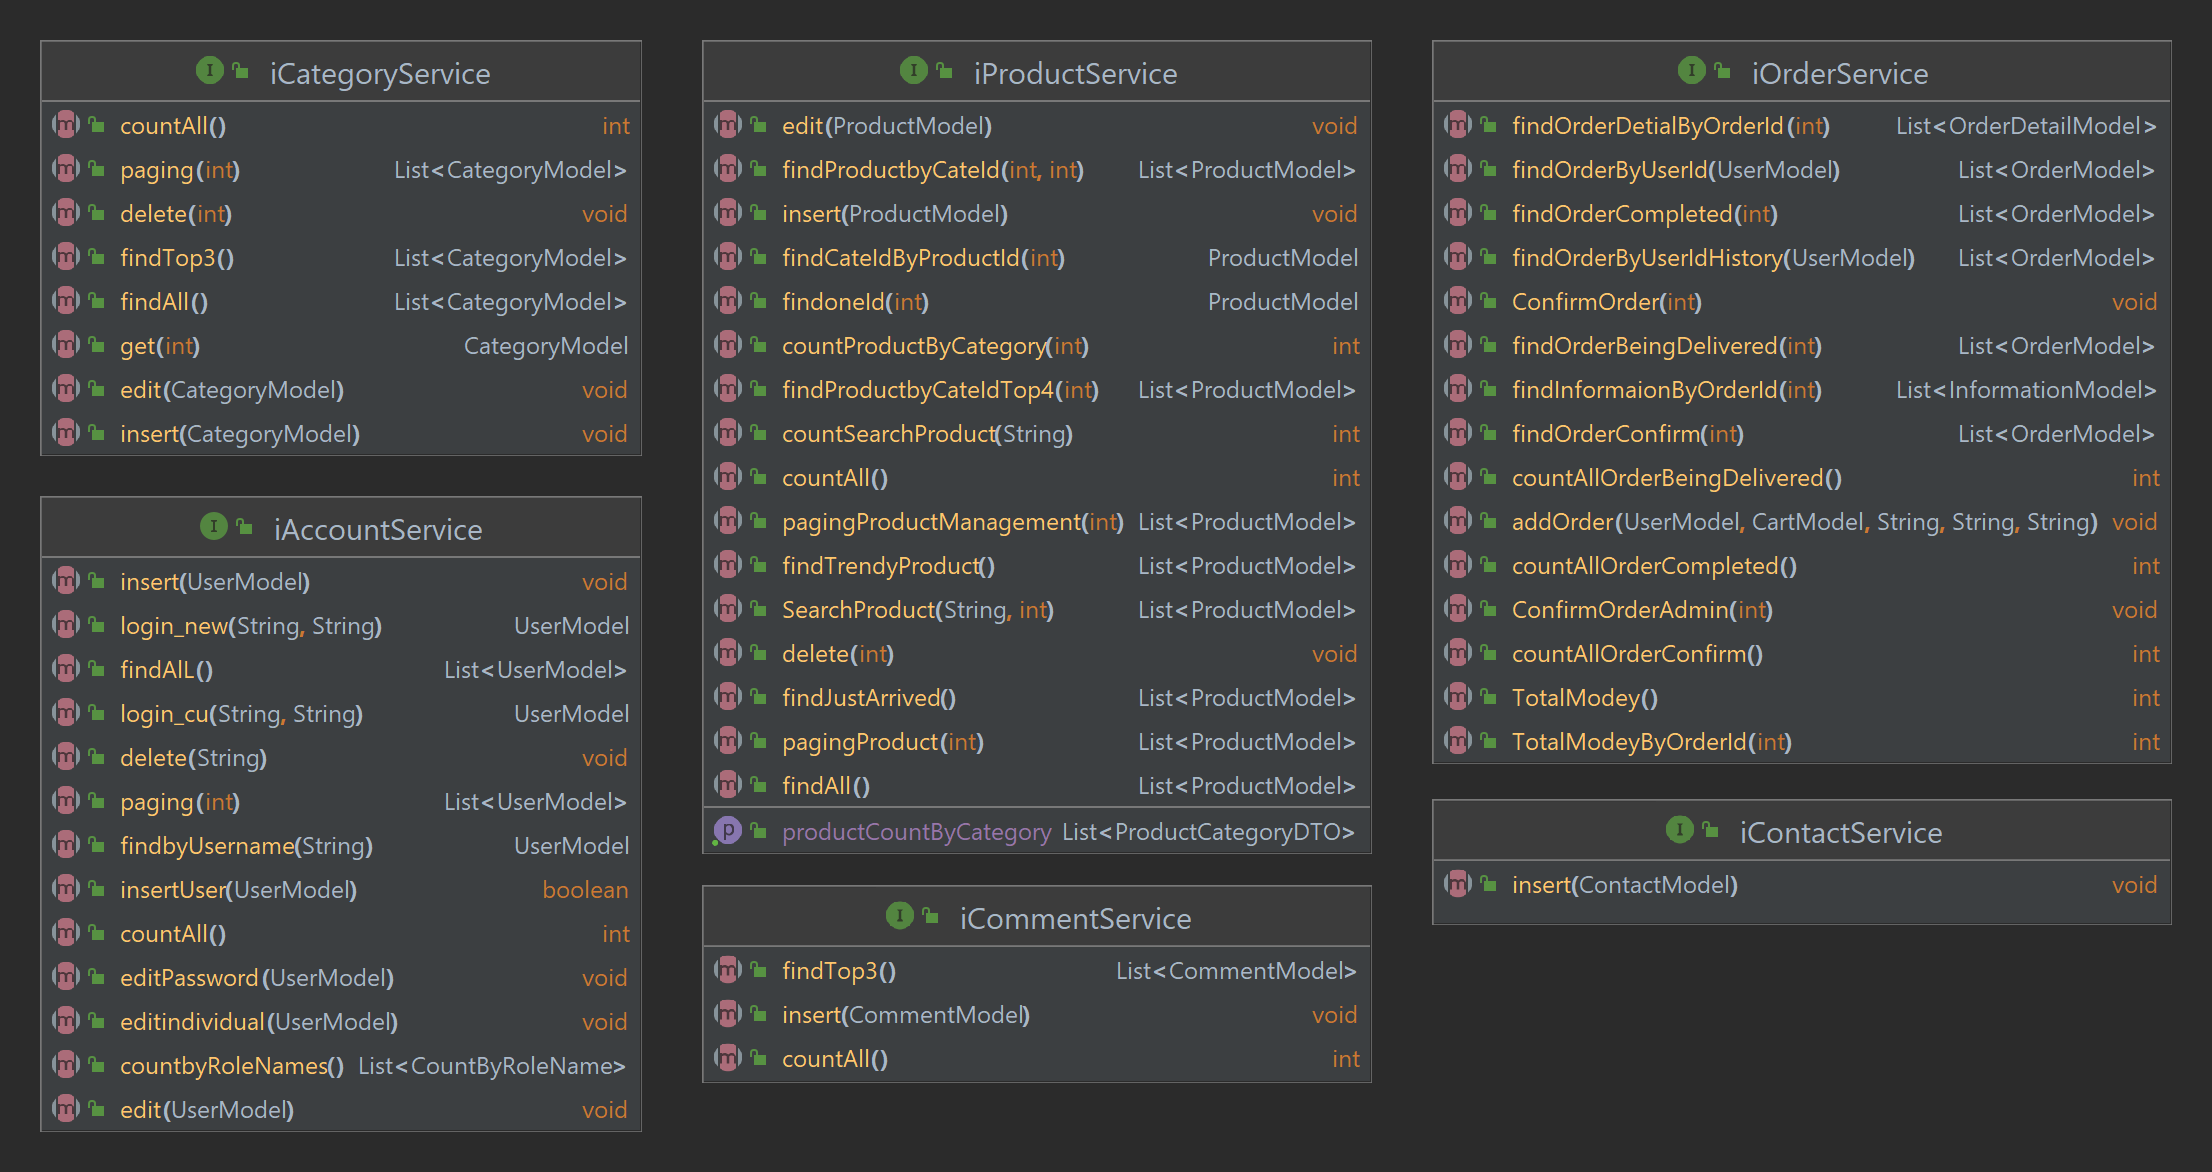 iCategoryService
countAll() int
paging(int) List<CategoryModel>
delete(int) void
findTop3() List<CategoryModel>
findAll() List<CategoryModel>
get(int) CategoryModel
edit(CategoryModel) void
insert(CategoryModel) void
iAccountService
insert(UserModel) void
login_new(String, String) UserModel
findAlL() List<UserModel>
login_cu(String, String) UserModel
delete(String) void
paging(int) List<UserModel>
findbyUsername(String) UserModel
insertUser(UserModel) boolean
countAll() int
editPassword(UserModel) void
editindividual(UserModel) void
countbyRoleNames() List<CountByRoleName>
edit(UserModel) void
iProductService
edit(ProductModel) void
findProductbyCateId(int, int) List<ProductModel>
insert(ProductModel) void
findCateIdByProductId(int) ProductModel
findoneId(int) ProductModel
countProductByCategory(int) int
findProductbyCateIdTop4(int) List<ProductModel>
countSearchProduct(String) int
countAll() int
pagingProductManagement(int) List<ProductModel>
findTrendyProduct() List<ProductModel>
SearchProduct(String, int) List<ProductModel>
delete(int) void
findJustArrived() List<ProductModel>
pagingProduct(int) List<ProductModel>
findAll() List<ProductModel>
productCountByCategory List<ProductCategoryDTO>
iCommentService
findTop3() List<CommentModel>
insert(CommentModel) void
countAll() int
iOrderService
findOrderDetialByOrderId(int) List<OrderDetailModel>
findOrderByUserId(UserModel) List<OrderModel>
findOrderCompleted(int) List<OrderModel>
findOrderByUserIdHistory(UserModel) List<OrderModel>
ConfirmOrder(int) void
findOrderBeingDelivered(int) List<OrderModel>
findInformaionByOrderId(int) List<InformationModel>
findOrderConfirm(int) List<OrderModel>
countAllOrderBeingDelivered() int
addOrder(UserModel, CartModel, String, String, String) void
countAllOrderCompleted() int
ConfirmOrderAdmin(int) void
countAllOrderConfirm() int
TotalModey() int
TotalModeyByOrderId(int) int
iContactService
insert(ContactModel) void